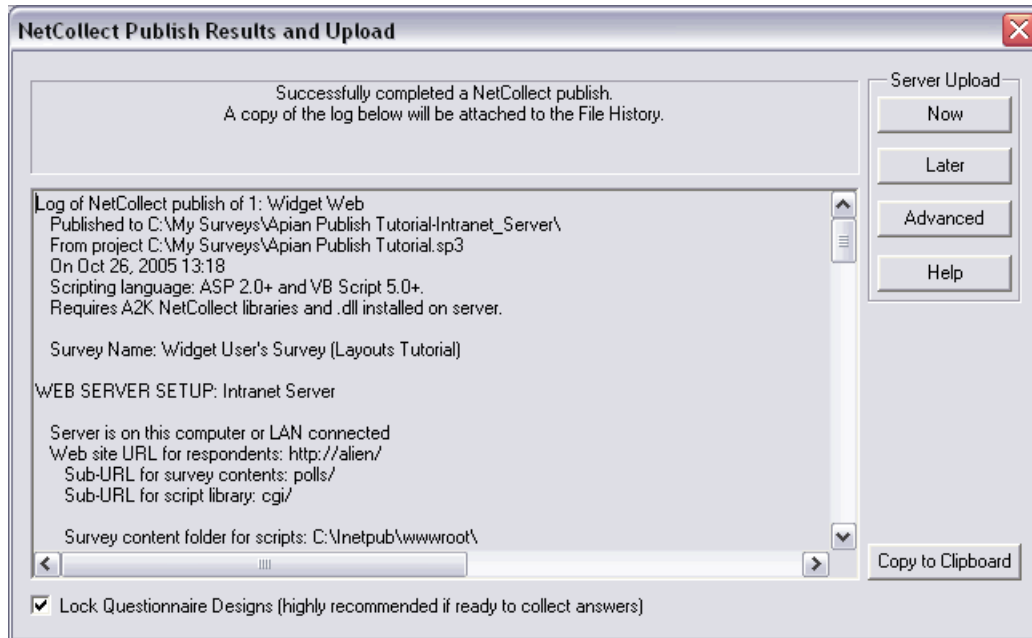 NetCollect Publish Results and Upload
Successfully completed a NetCollect publish.
A copy of the log below will be attached to the File History.
Server Upload
Now
Later
Advanced
Help
Log of NetCollect publish of 1: Widget Web
Published to C:\My Surveys\Apian Publish Tutorial-Intranet_Server\
From project C:\My Surveys\Apian Publish Tutorial.sp3
On Oct 26, 2005 13:18
Scripting language: ASP 2.0+ and VB Script 5.0+.
Requires A2K NetCollect libraries and .dll installed on server.
Survey Name: Widget User's Survey (Layouts Tutorial)
WEB SERVER SETUP: Intranet Server
Server is on this computer or LAN connected
Web site URL for respondents: http://alien/
Sub-URL for survey contents: polls/
Sub-URL for script library: cgi/
Survey content folder for scripts: C:\Inetpub\wwwroot\
Copy to Clipboard
Lock Questionnaire Designs (highly recommended if ready to collect answers)